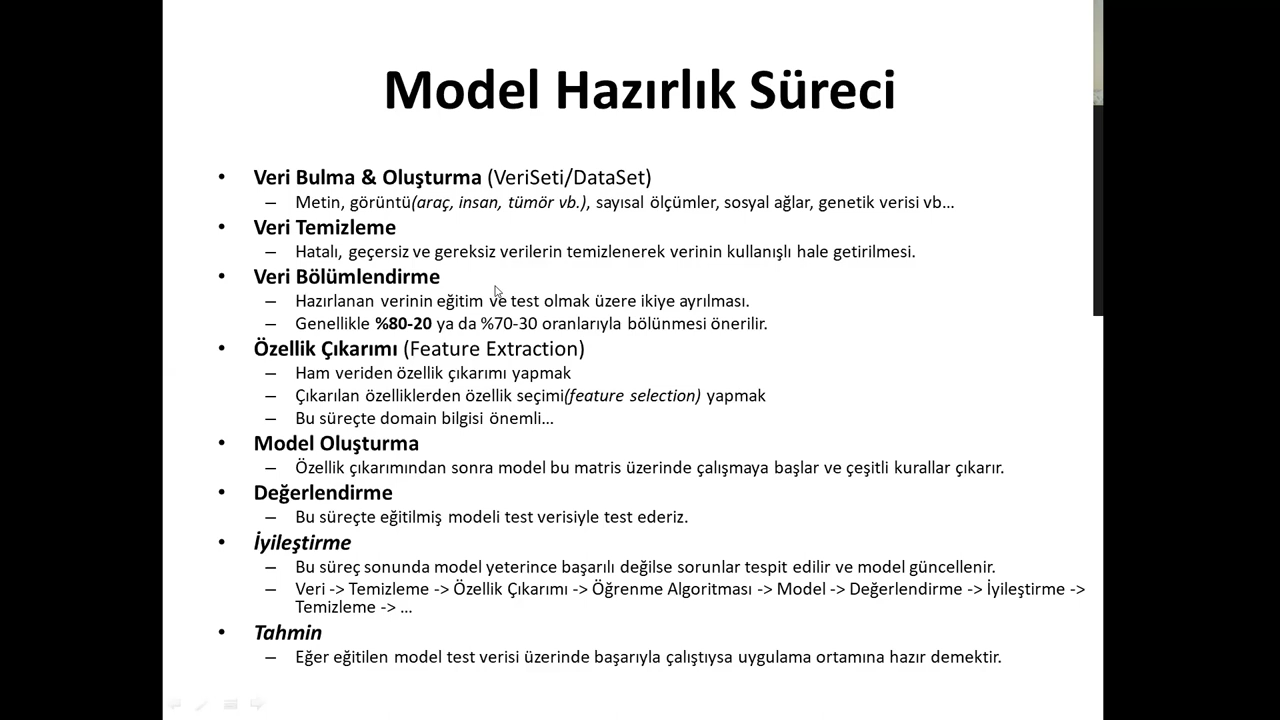 Model Hazırlık Süreci
• Veri Bulma & Oluşturma (VeriSeti/DataSet)
– Metin, görüntü(araç, insan, tümör vb.), sayısal ölçümler, sosyal ağlar, genetik verisi vb...
• Veri Temizleme
– Hatalı, geçersiz ve gereksiz verilerin temizlenerek verinin kullanışlı hale getirilmesi.
• Veri Bölümlendirme
– Hazırlanan verinin eğitim ve test olmak üzere ikiye ayrılması.
– Genellikle %80-20 ya da %70-30 oranlarıyla bölünmesi önerilir.
• Özellik Çıkarımı (Feature Extraction)
– Ham veriden özellik çıkarımı yapmak
– Çıkarılan özelliklerden özellik seçimi(feature selection) yapmak
– Bu süreçte domain bilgisi önemli...
• Model Oluşturma
– Özellik çıkarımından sonra model bu matris üzerinde çalışmaya başlar ve çeşitli kurallar çıkarır.
• Değerlendirme
– Bu süreçte eğitilmiş modeli test verisiyle test ederiz.
• İyileştirme
– Bu süreç sonunda model yeterince başarılı değilse sorunlar tespit edilir ve model güncellenir.
– Veri -> Temizleme -> Özellik Çıkarımı -> Öğrenme Algoritması -> Model -> Değerlendirme -> İyileştirme ->
Temizleme -> ...
• Tahmin
– Eğer eğitilen model test verisi üzerinde başarıyla çalıştıysa uygulama ortamına hazır demektir.